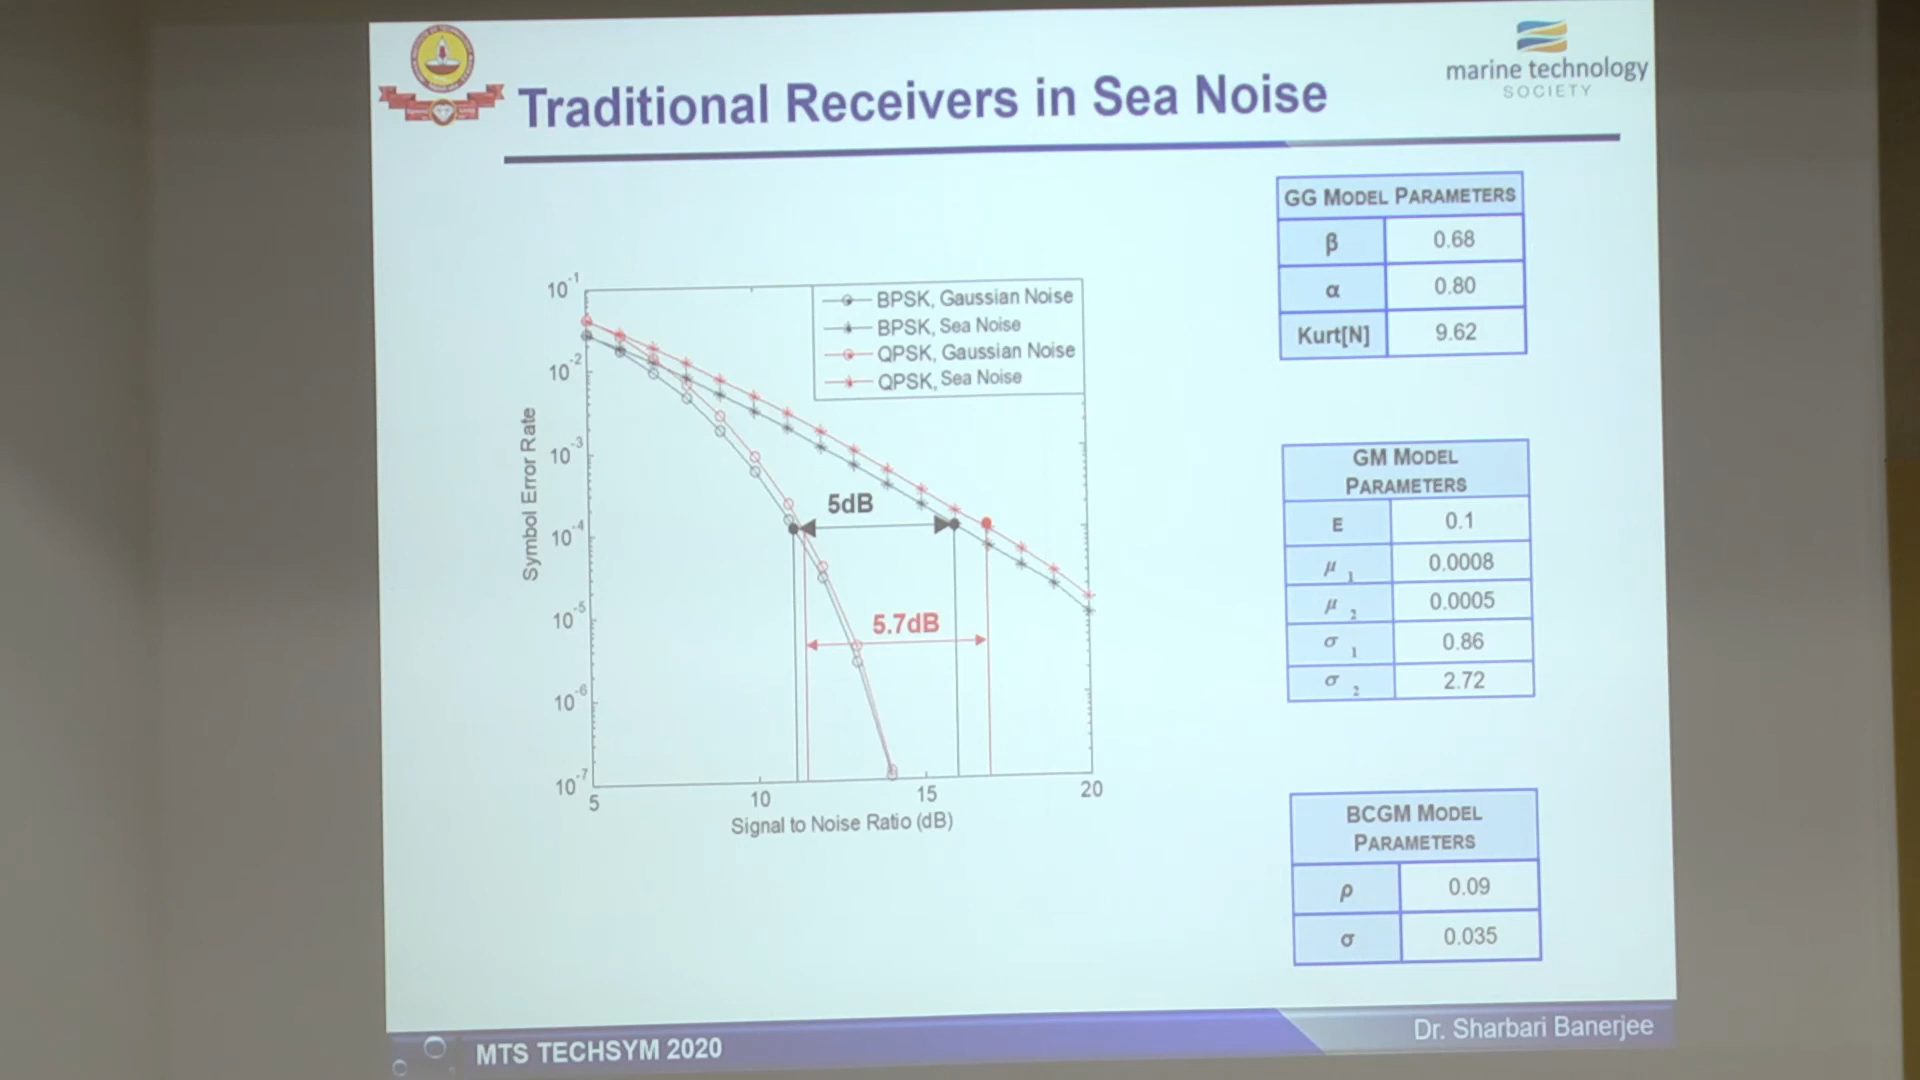 marine technology
SOCIETY
Traditional Receivers in Sea Noise
10-1
10-2
10-3
10-4
10-5
10-6
10-7
Symbol Error Rate
BPSK, Gaussian Noise
BPSK, Sea Noise
QPSK, Gaussian Noise
QPSK, Sea Noise
5dB
5.7dB
5
10
15
20
Signal to Noise Ratio (dB)
GG MODEL PARAMETERS
β 0.68
α 0.80
Kurt[N] 9.62
GM MODEL
PARAMETERS
E 0.1
μ 1 0.0008
μ 2 0.0005
σ 1 0.86
σ 2 2.72
BCGM MODEL
PARAMETERS
ρ 0.09
σ 0.035
MTS TECHSYM 2020
Dr. Sharbari Banerjee